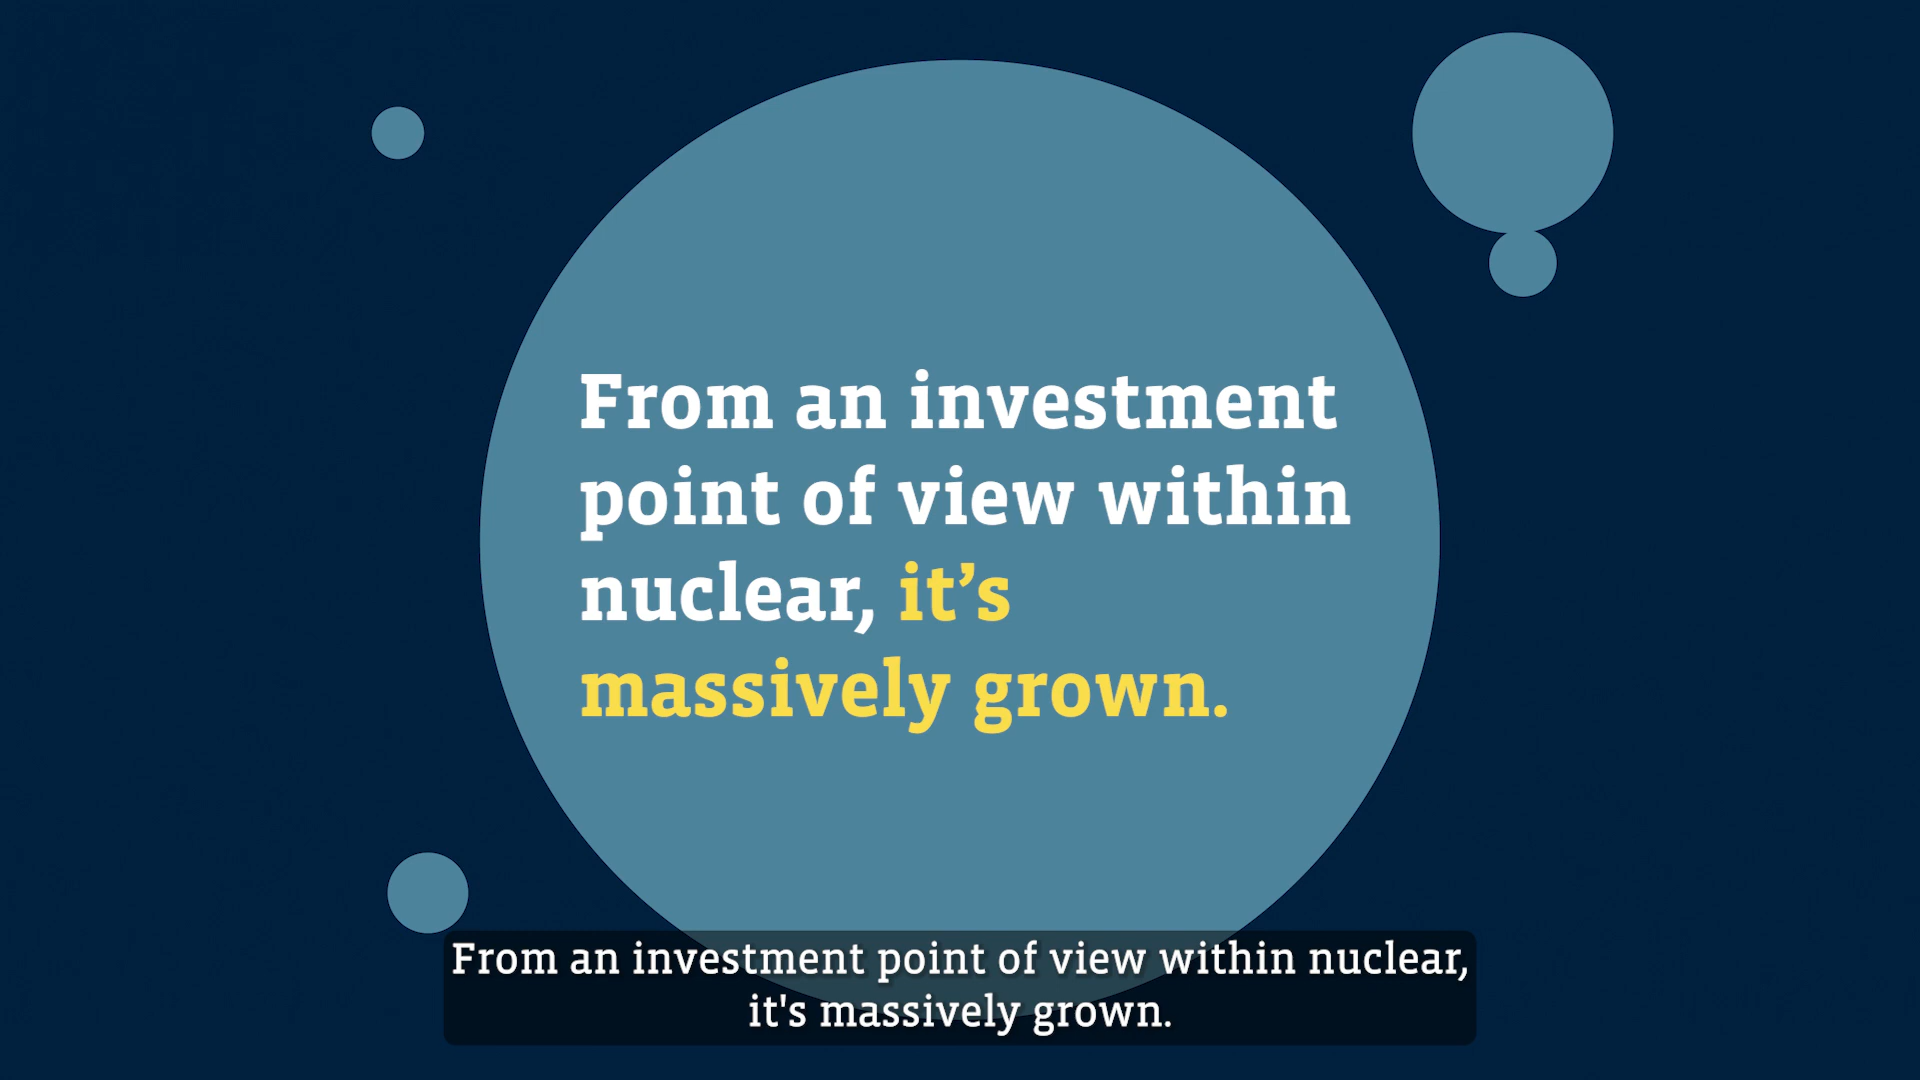 From an investment
point of view within
nuclear, it’s
massively grown.
From an investment point of view within nuclear,
it's massively grown.